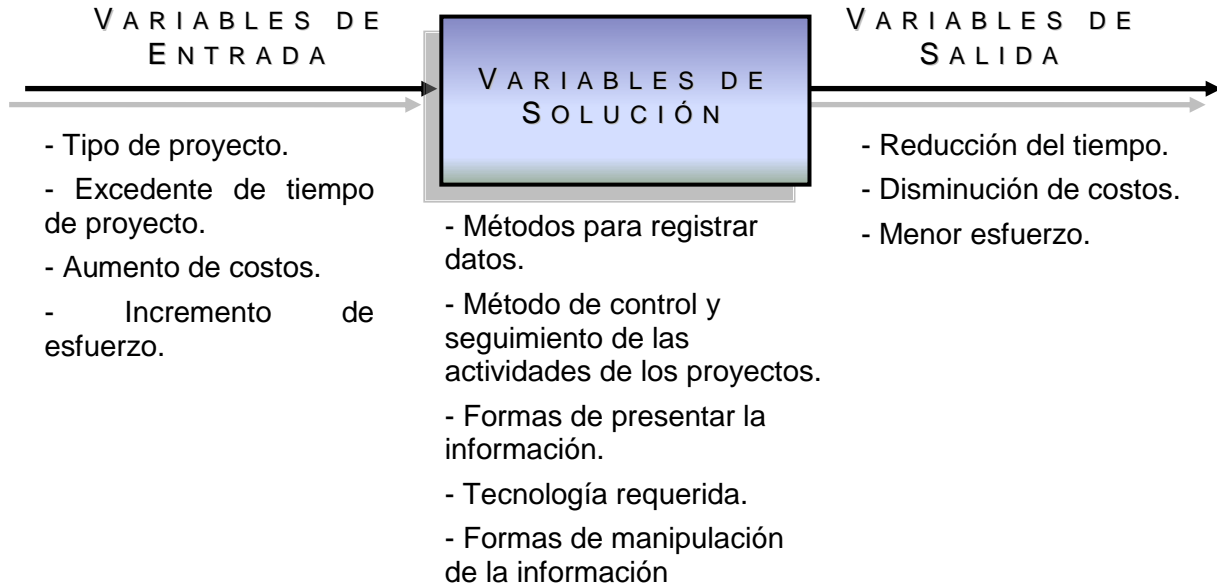 VARIABLES DE
ENTRADA
- Tipo de proyecto.
- Excedente de tiempo
de proyecto.
- Aumento de costos.
- Incremento de
esfuerzo.
VARIABLES DE
SOLUCIÓN
- Métodos para registrar
datos.
- Método de control y
seguimiento de las
actividades de los proyectos.
- Formas de presentar la
información.
- Tecnología requerida.
- Formas de manipulación
de la información
VARIABLES DE
SALIDA
- Reducción del tiempo.
- Disminución de costos.
- Menor esfuerzo.